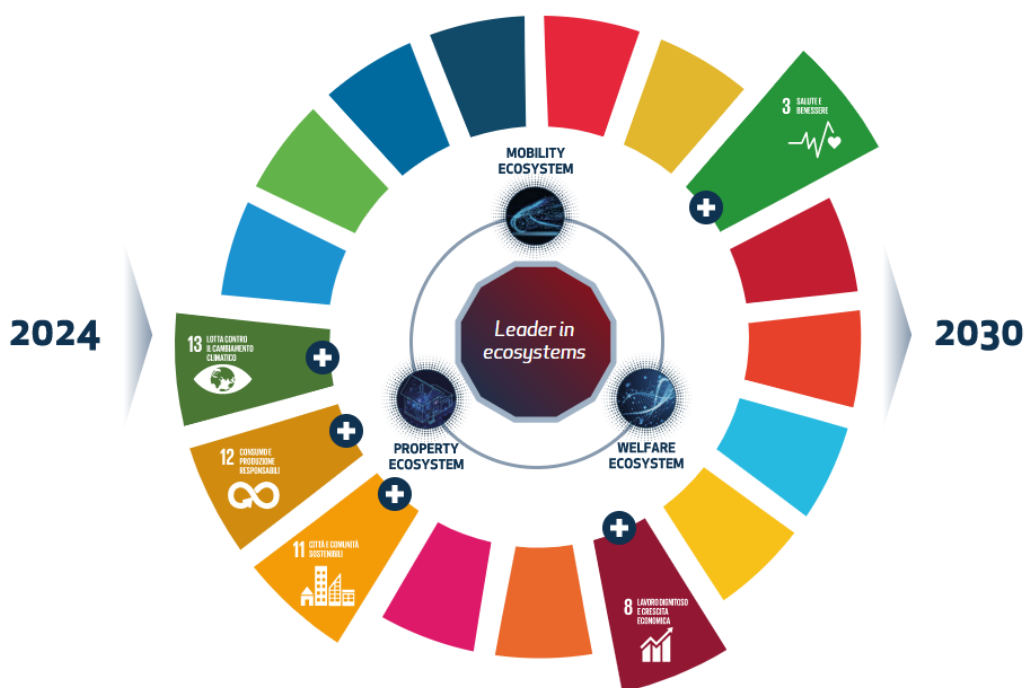 MOBILITY
ECOSYSTEM
3 SALUTE E
BENESSERE
2024
Leader in
ecosystems
2030
13 LOTTA CONTRO
IL CAMBIAMENTO
CLIMATICO
PROPERTY
ECOSYSTEM
WELFARE
ECOSYSTEM
12 CONSUMO E
PRODUZIONE
RESPONSABILI
11 CITTÀ E COMUNITÀ
SOSTENIBILI
8 LAVORO DIGNITOSO
E CRESCITA
ECONOMICA